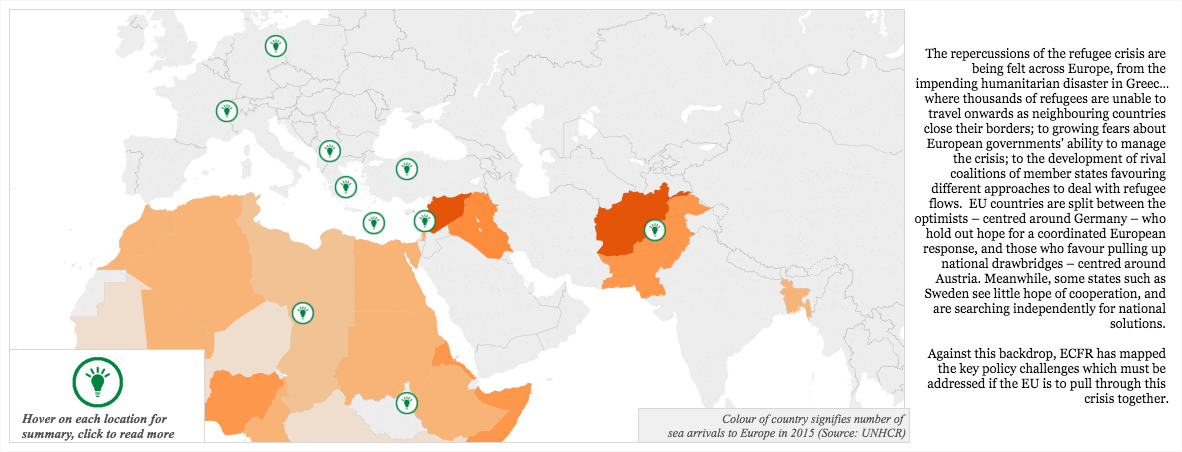 The repercussions of the refugee crisis are
being felt across Europe, from the
impending humanitarian disaster in Greec...
where thousands of refugees are unable to
travel onwards as neighbouring countries
close their borders; to growing fears about
European governments' ability to manage
the crisis; to the development of rival
coalitions of member states favouring
different approaches to deal with refugee
flows.  EU countries are split between the
optimists – centred around Germany – who
hold out hope for a coordinated European
response, and those who favour pulling up
national drawbridges – centred around
Austria. Meanwhile, some states such as
Sweden see little hope of cooperation, and
are searching independently for national
solutions.
Against this backdrop, ECFR has mapped
the key policy challenges which must be
addressed if the EU is to pull through this
crisis together.
Hover on each location for
summary, click to read more
Colour of country signifies number of
sea arrivals to Europe in 2015 (Source: UNHCR)